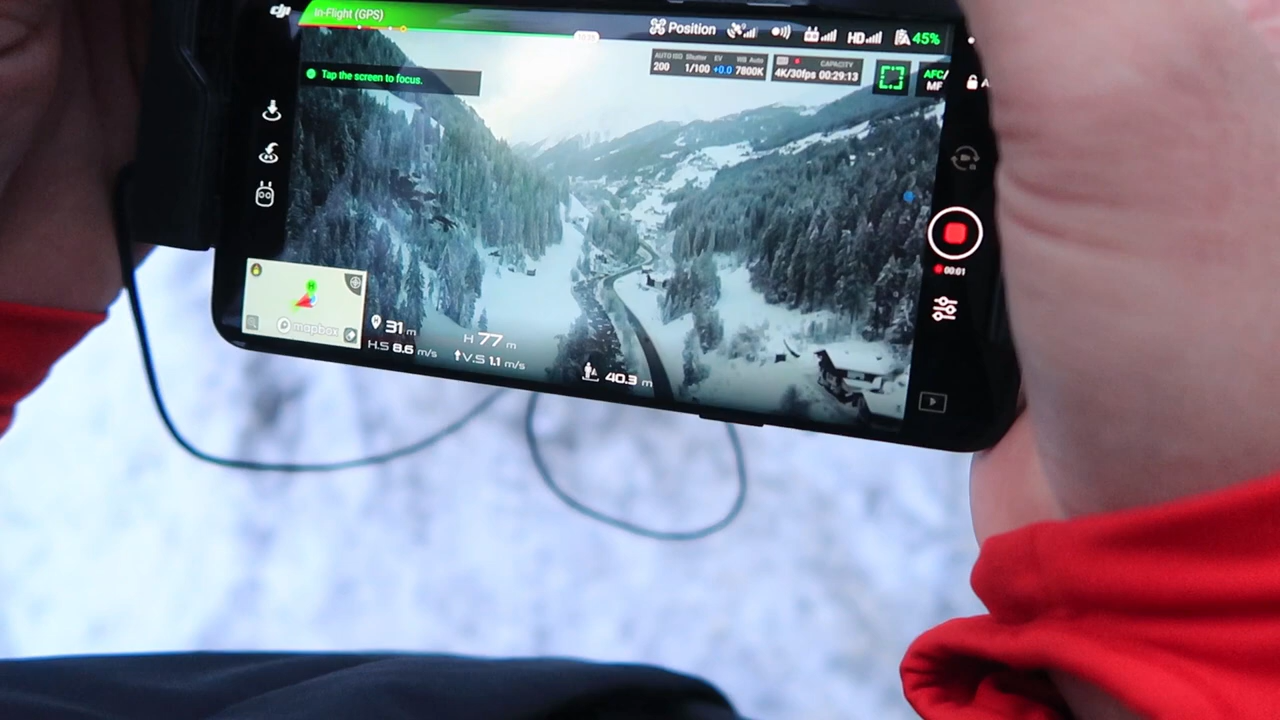 dji
In-Flight (GPS)
Position
HD
45%
Tap the screen to focus.
AUTO ISO Shutter EV WB Auto
200 1/100 +0.0 7800K
CAPACITY
4K/30fps 00:29:13
AFC/
MF
A
00:01
mapbox
31 m
H 77 m
H.S 8.6 m/s
V.S 1.1 m/s
40.3 m